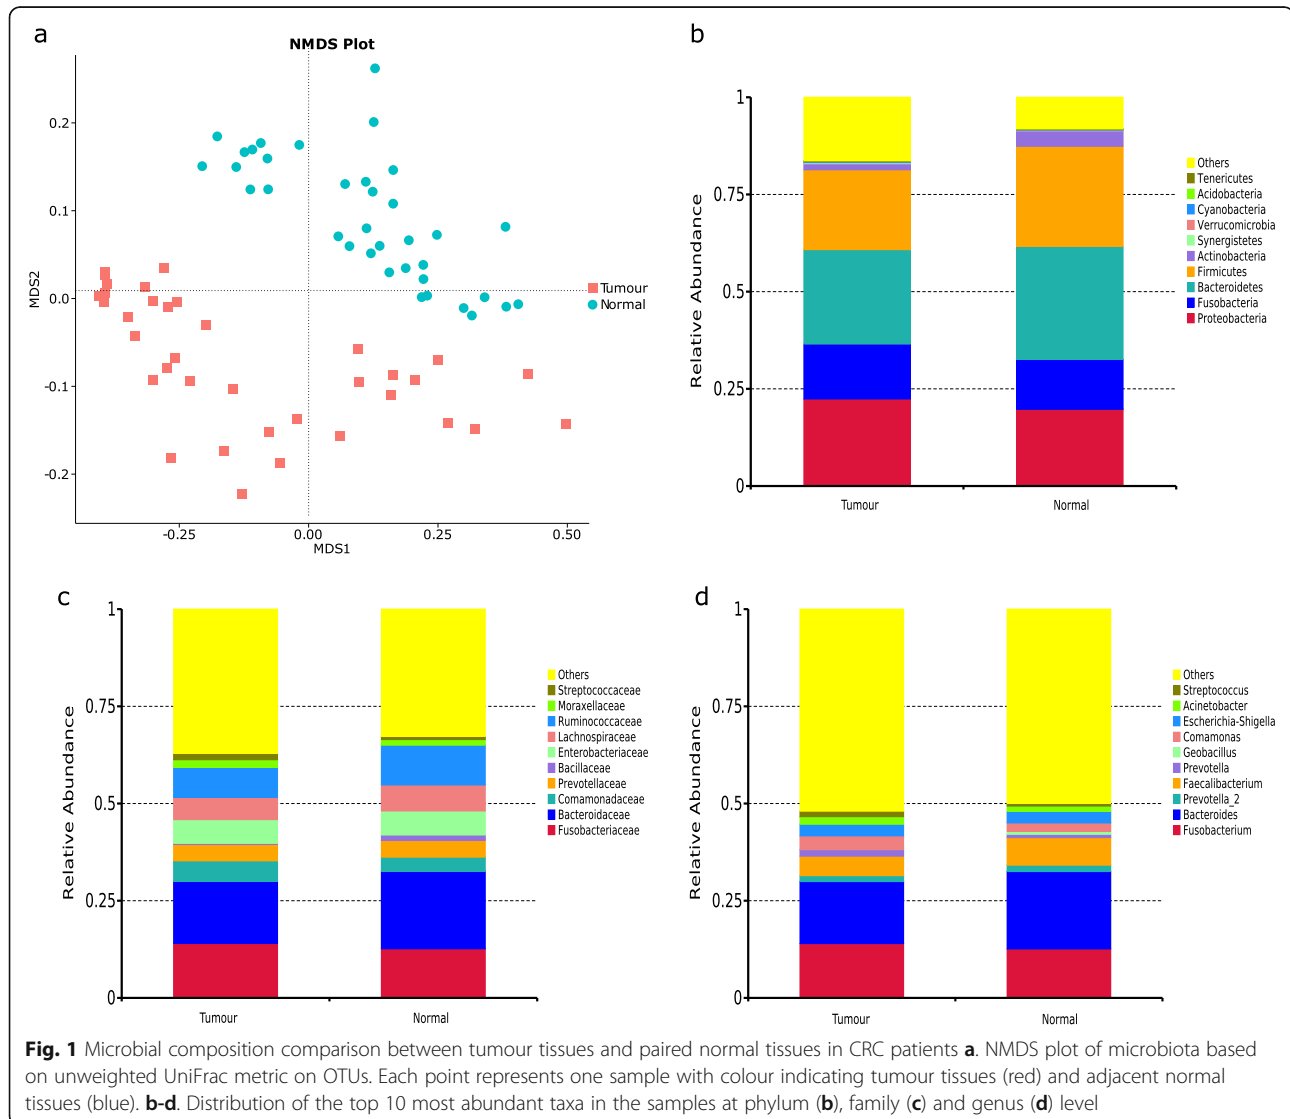 a
NMDS Plot
0.2
0.1
0.0
-0.1
-0.2
MDS2
-0.25
0.00
0.25
0.50
MDS1
Tumour
Normal
b
1
0.75
0.5
0.25
0
Relative Abundance
Tumour
Normal
Others
Tenericutes
Acidobacteria
Cyanobacteria
Verrucomicrobia
Synergistetes
Actinobacteria
Firmicutes
Bacteroidetes
Fusobacteria
Proteobacteria
c
1
0.75
0.5
0.25
0
Relative Abundance
Tumour
Normal
Others
Streptococcaceae
Moraxellaceae
Ruminococcaceae
Lachnospiraceae
Enterobacteriaceae
Bacillaceae
Prevotellaceae
Comamonadaceae
Bacteroidaceae
Fusobacteriaceae
d
1
0.75
0.5
0.25
0
Relative Abundance
Tumour
Normal
Others
Streptococcus
Acinetobacter
Escherichia-Shigella
Comamonas
Geobacillus
Prevotella
Faecalibacterium
Prevotella_2
Bacteroides
Fusobacterium
Fig. 1 Microbial composition comparison between tumour tissues and paired normal tissues in CRC patients a. NMDS plot of microbiota based
on unweighted UniFrac metric on OTUs. Each point represents one sample with colour indicating tumour tissues (red) and adjacent normal
tissues (blue). b-d. Distribution of the top 10 most abundant taxa in the samples at phylum (b), family (c) and genus (d) level